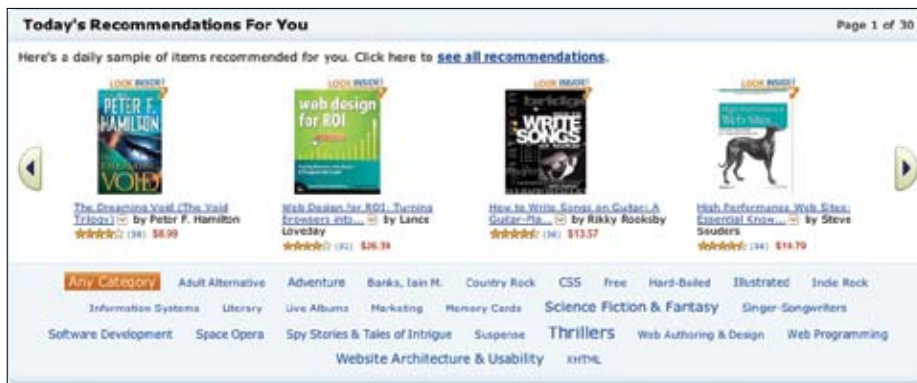 Today's Recommendations For You
Page 1 of 30
Here's a daily sample of items recommended for you. Click here to see all recommendations.
LOOK INSIDE!
LOOK INSIDE!
LOOK INSIDE!
LOOK INSIDE!
PETER F. HAMILTON
VOID
web design for ROI
bridge
WRITE SONGS
High Performance Web Sites
The Dreaming Void (The Void Trilogy) by Peter F. Hamilton
(38) $8.99
Web Design for ROI: Turning Browsers into... by Lance Loveday
$26.39
How to Write Songs on Guitar: A Guitar-Pla... by Rikky Rooksby
(36) $13.57
High Performance Web Sites: Essential Know... by Steve Souders
$19.79
Any Category Adult Alternative Adventure Banks, Iain M. Country Rock CSS Free Hard-Boiled Illustrated Indie Rock
Information Systems Literary Live Albums Marketing Memory Cards Science Fiction & Fantasy Singer-Songwriters
Software Development Space Opera Spy Stories & Tales of Intrigue Suspense Thrillers Web Authoring & Design Web Programming
Website Architecture & Usability XHTML